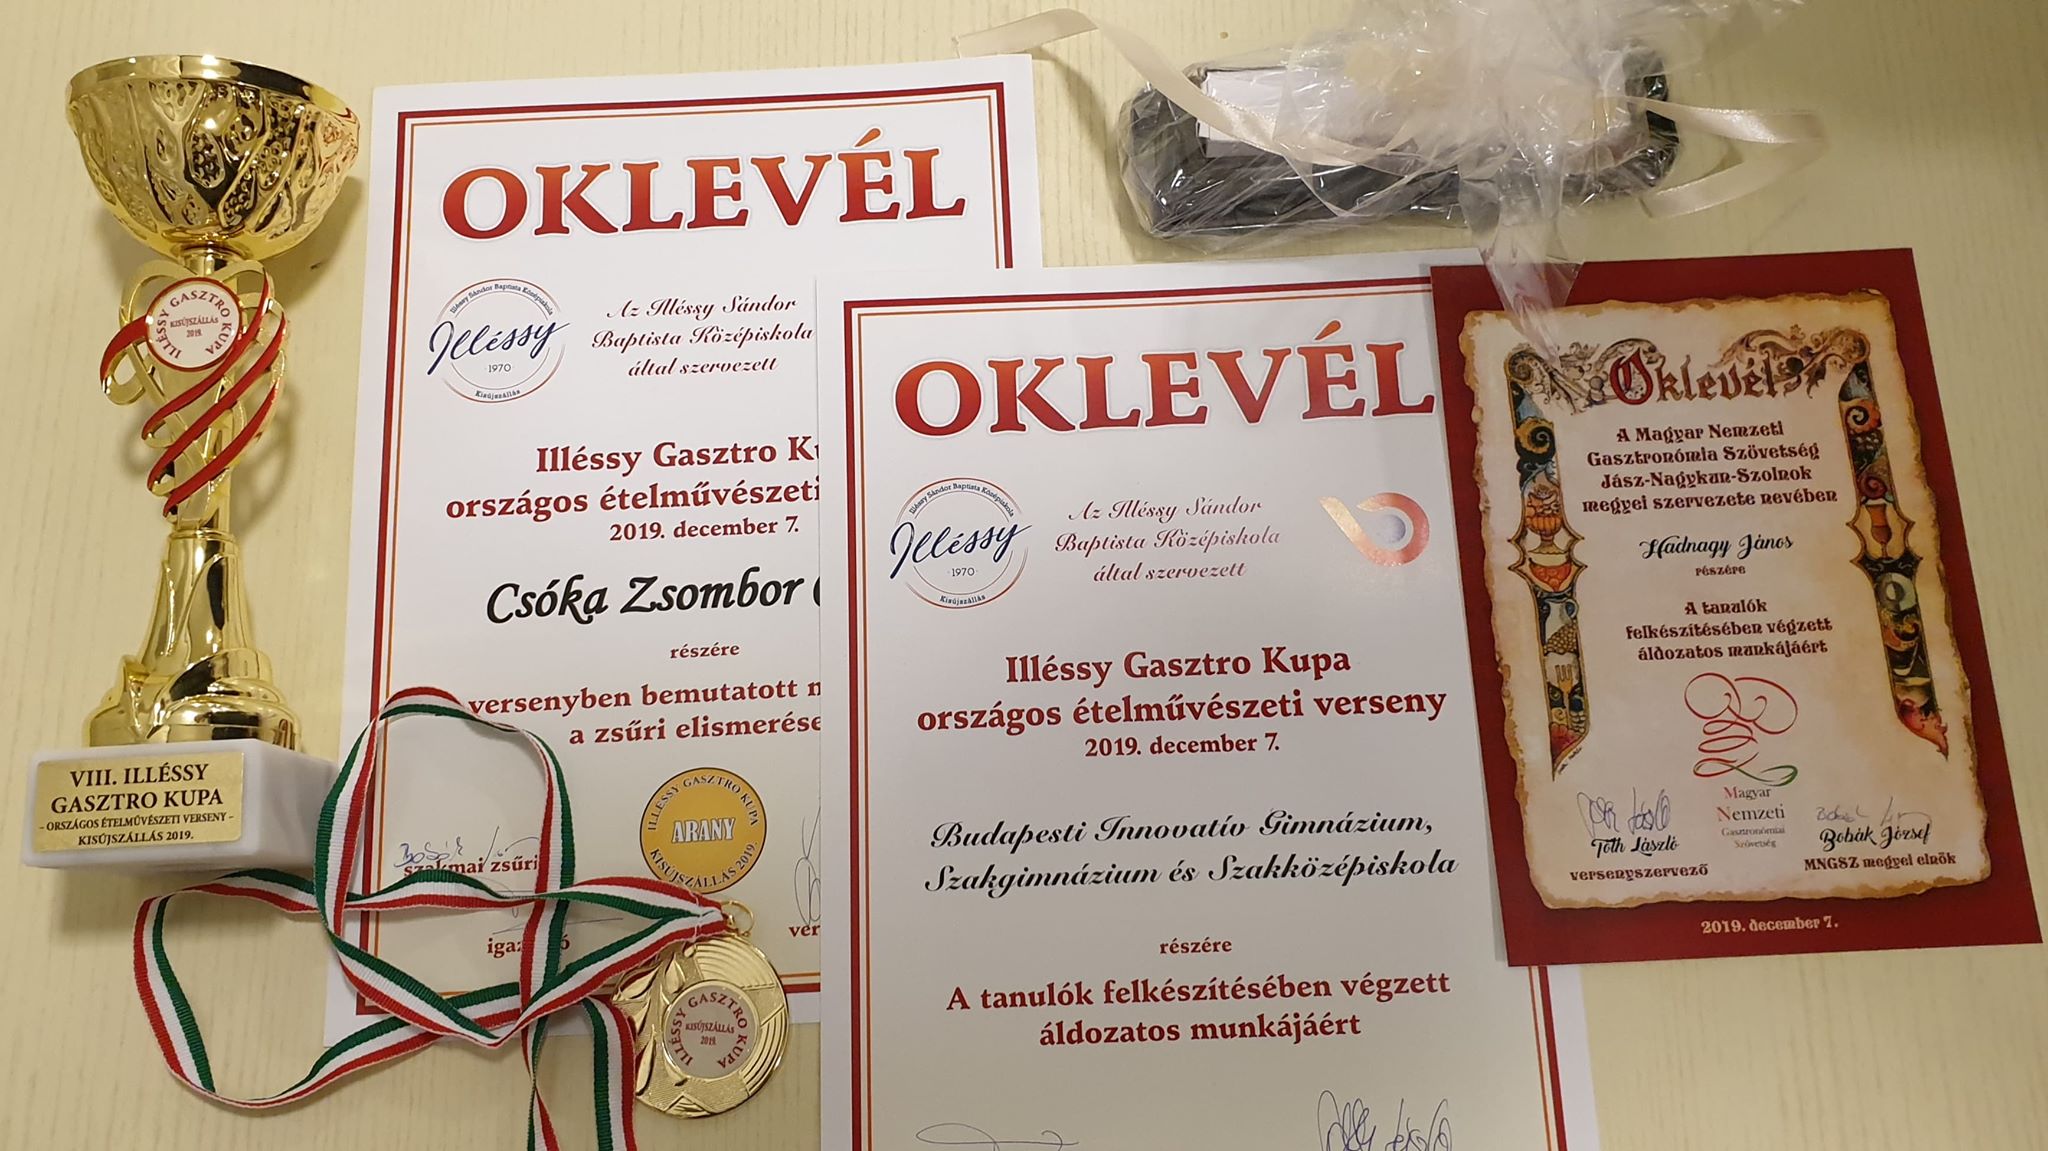 ILLÉSSY GASZTRO KUPA
KISÚJSZÁLLÁS
2019.
VIII. ILLÉSSY
GASZTRO KUPA
- ORSZÁGOS ÉTELMŰVÉSZETI VERSENY -
KISÚJSZÁLLÁS 2019.
OKLEVÉL
Illéssy Sándor Baptista Középiskola
Illéssy
· 1970 ·
Kisújszállás
Az Illéssy Sándor
Baptista Középiskola
által szervezett
Illéssy Gasztro
országos ételművészeti
2019. december 7.
Csóka Zsombor
részére
versenyben bemutatott
a zsűri
ILLÉSSY GASZTRO KUPA
ARANY
KISÚJSZÁLLÁS 2019.
szakmai zsűri
ILLÉSSY GASZTRO KUPA
KISÚJSZÁLLÁS
2019.
OKLEVÉL
Illéssy Sándor Baptista Középiskola
Illéssy
· 1970 ·
Kisújszállás
Az Illéssy Sándor
Baptista Középiskola
által szervezett
Illéssy Gasztro Kupa
országos ételművészeti verseny
2019. december 7.
Budapesti Innovatív Gimnázium,
Szakgimnázium és Szakközépiskola
részére
A tanulók felkészítésében végzett
áldozatos munkájáért
Oklevél
A Magyar Nemzeti
Gasztronómia Szövetség
Jász-Nagykun-Szolnok
megyei szervezete nevében
Hadnagy János
részére
A tanulók
felkészítésében végzett
áldozatos munkájáért
Magyar
Nemzeti
Gasztronómiai
Szövetség
Tóth László
versenyszervező
Bobák József
MNGSZ megyei elnök
2019. december 7.